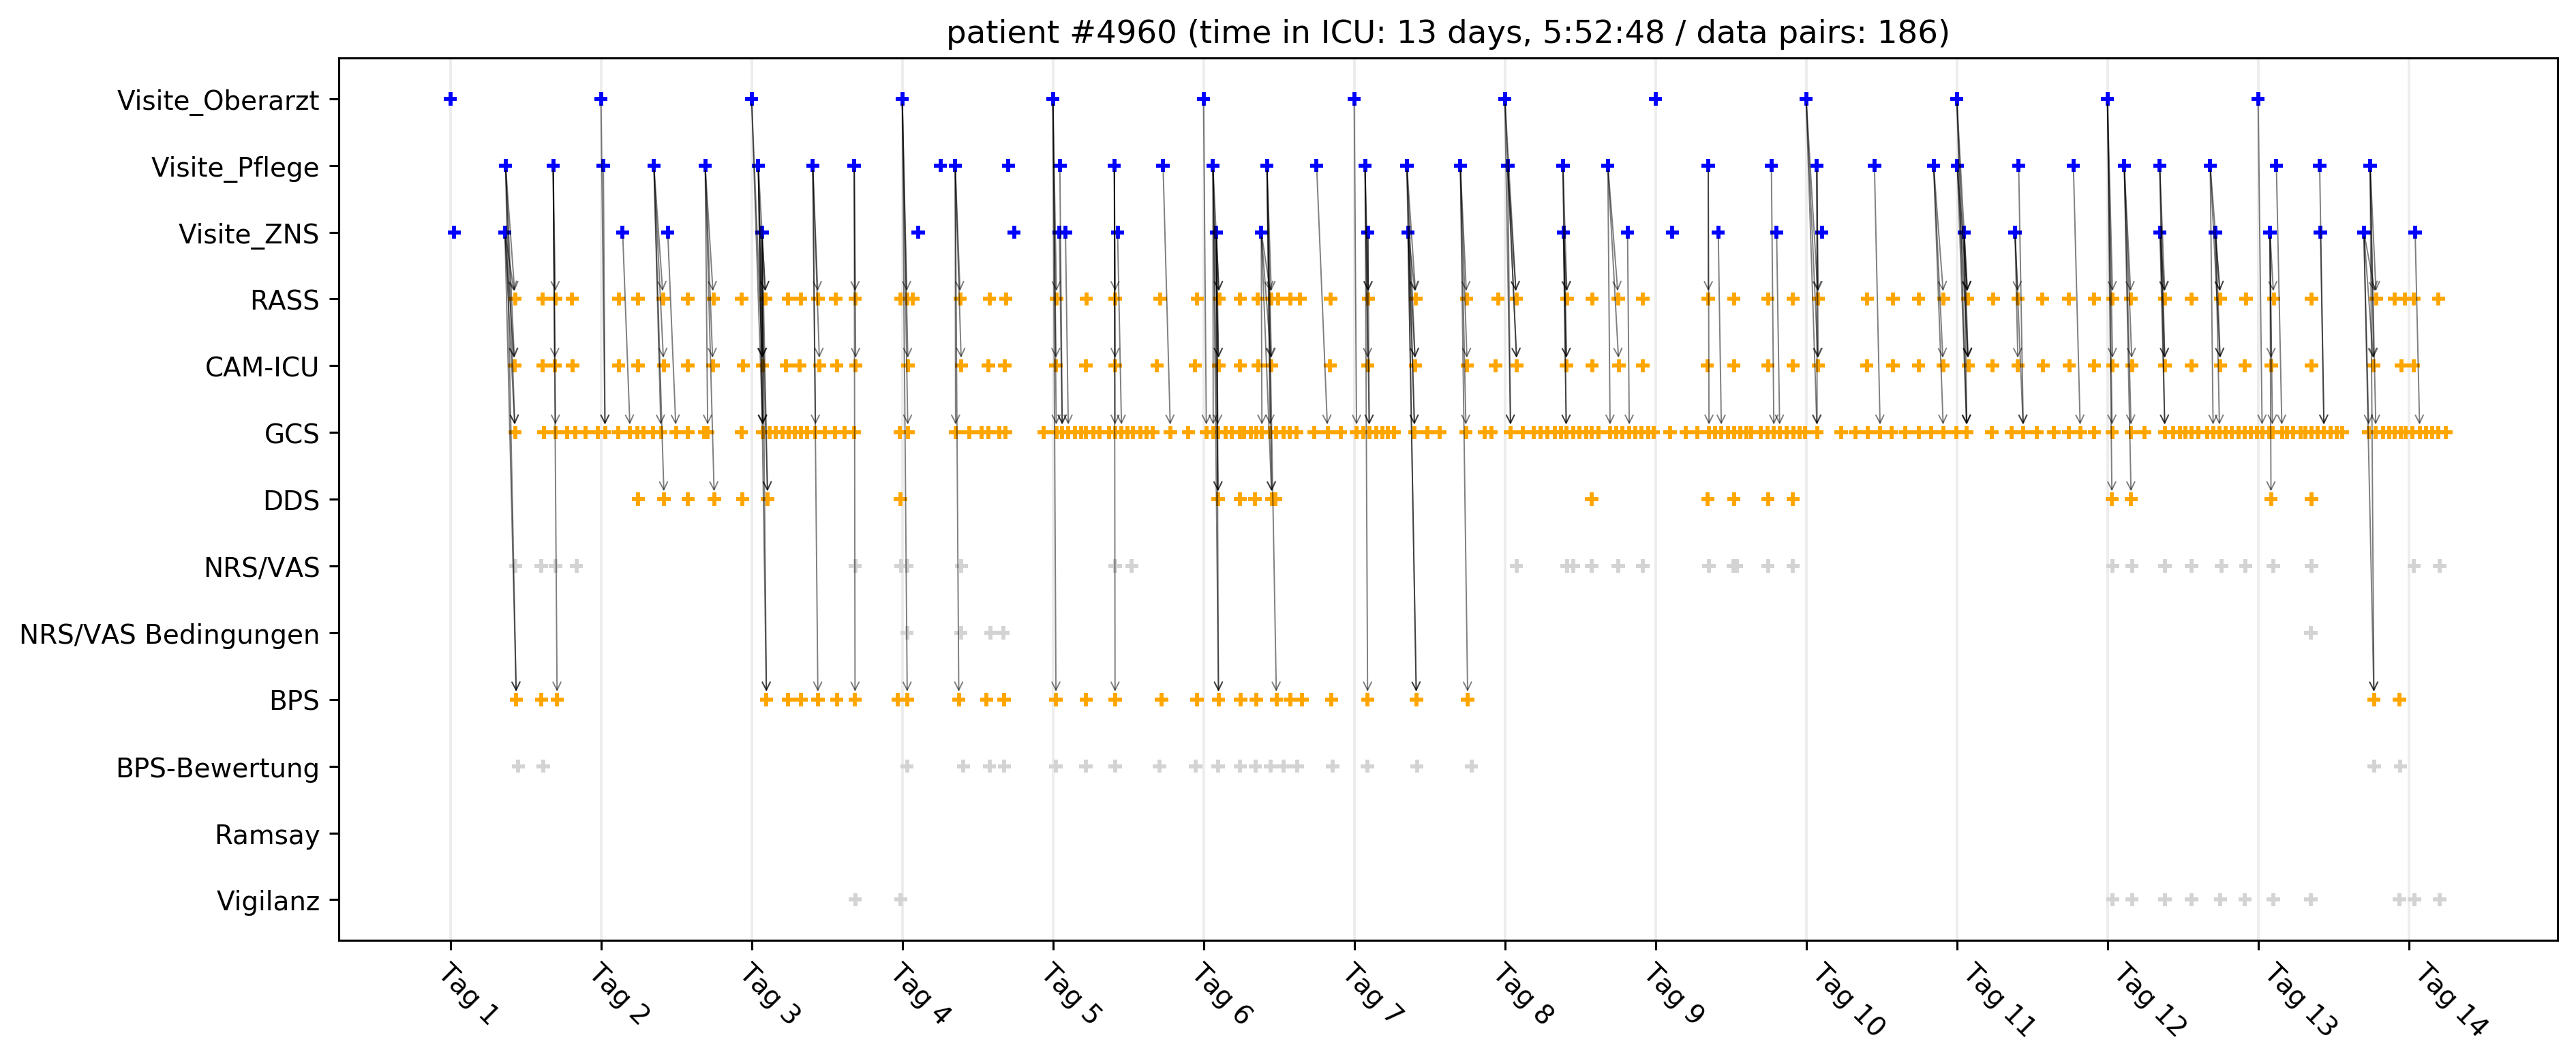 patient #4960 (time in ICU: 13 days, 5:52:48 / data pairs: 186)
Visite_Oberarzt
Visite_Pflege
Visite_ZNS
RASS
CAM-ICU
GCS
DDS
NRS/VAS
NRS/VAS Bedingungen
BPS
BPS-Bewertung
Ramsay
Vigilanz
Tag 1
Tag 2
Tag 3
Tag 4
Tag 5
Tag 6
Tag 7
Tag 8
Tag 9
Tag 10
Tag 11
Tag 12
Tag 13
Tag 14